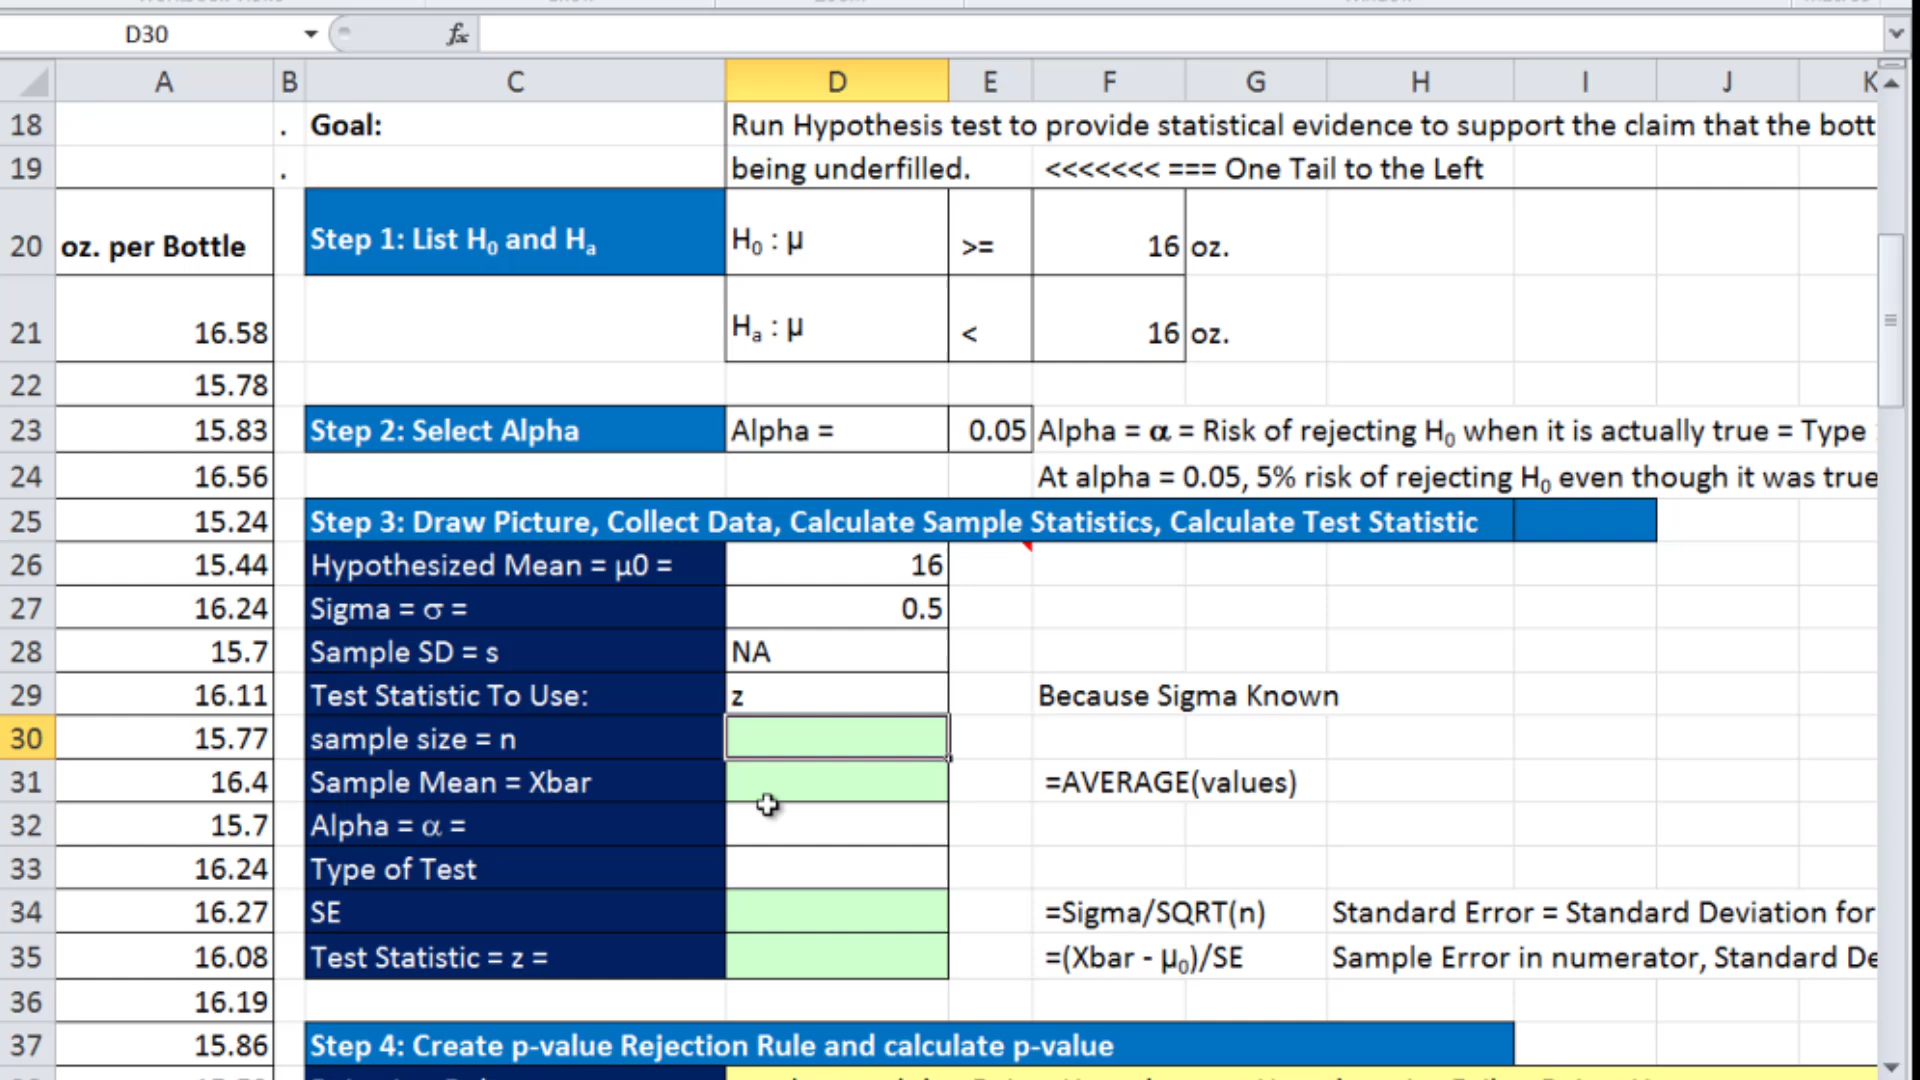 D30 fx
A B C D E F G H I J K
18 . Goal: Run Hypothesis test to provide statistical evidence to support the claim that the bott
19 . being underfilled. <<<<<<< === One Tail to the Left
20 oz. per Bottle Step 1: List H0 and Ha H0 : µ >= 16 oz.
21 16.58 Ha : µ < 16 oz.
22 15.78
23 15.83 Step 2: Select Alpha Alpha = 0.05 Alpha = α = Risk of rejecting H0 when it is actually true = Type
24 16.56 At alpha = 0.05, 5% risk of rejecting H0 even though it was true
25 15.24 Step 3: Draw Picture, Collect Data, Calculate Sample Statistics, Calculate Test Statistic
26 15.44 Hypothesized Mean = µ0 = 16
27 16.24 Sigma = σ = 0.5
28 15.7 Sample SD = s NA
29 16.11 Test Statistic To Use: z Because Sigma Known
30 15.77 sample size = n
31 16.4 Sample Mean = Xbar =AVERAGE(values)
32 15.7 Alpha = α =
33 16.24 Type of Test
34 16.27 SE =Sigma/SQRT(n) Standard Error = Standard Deviation for
35 16.08 Test Statistic = z = =(Xbar - µ0)/SE Sample Error in numerator, Standard De
36 16.19
37 15.86 Step 4: Create p-value Rejection Rule and calculate p-value